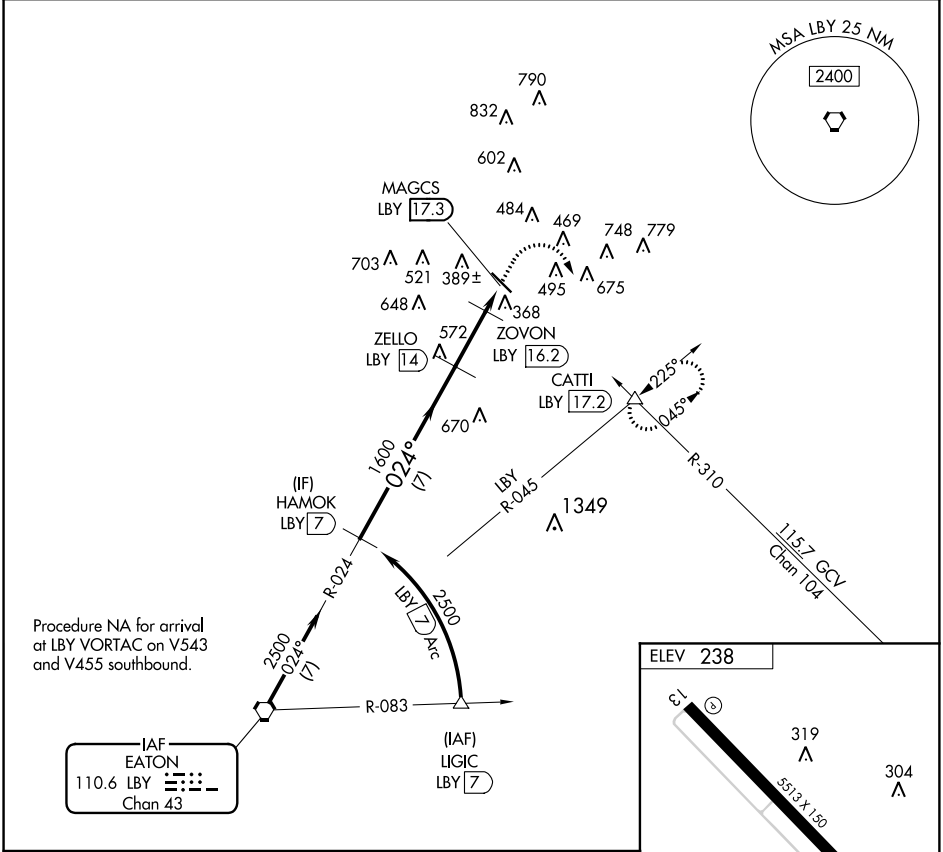 MSA LBY 25 NM
2400
790
832
602
MAGCS
LBY 17.3
484
469
748
779
703
521
389±
495
675
648
368
ZELLO
LBY 14
572
ZOVON
LBY 16.2
CATTI
LBY 17.2
225°
045°
670
1600
024°
(7)
LBY
R-045
R-310
(IF)
HAMOK
LBY 7
1349
115.7 GCV
Chan 104
R-024
2500
LBY 7 Arc
Procedure NA for arrival
at LBY VORTAC on V543
and V455 southbound.
2500
024°
(7)
R-083
IAF
EATON
110.6 LBY
Chan 43
(IAF)
LIGIC
LBY 7
ELEV 238
13
P
319
304
5513 X 150